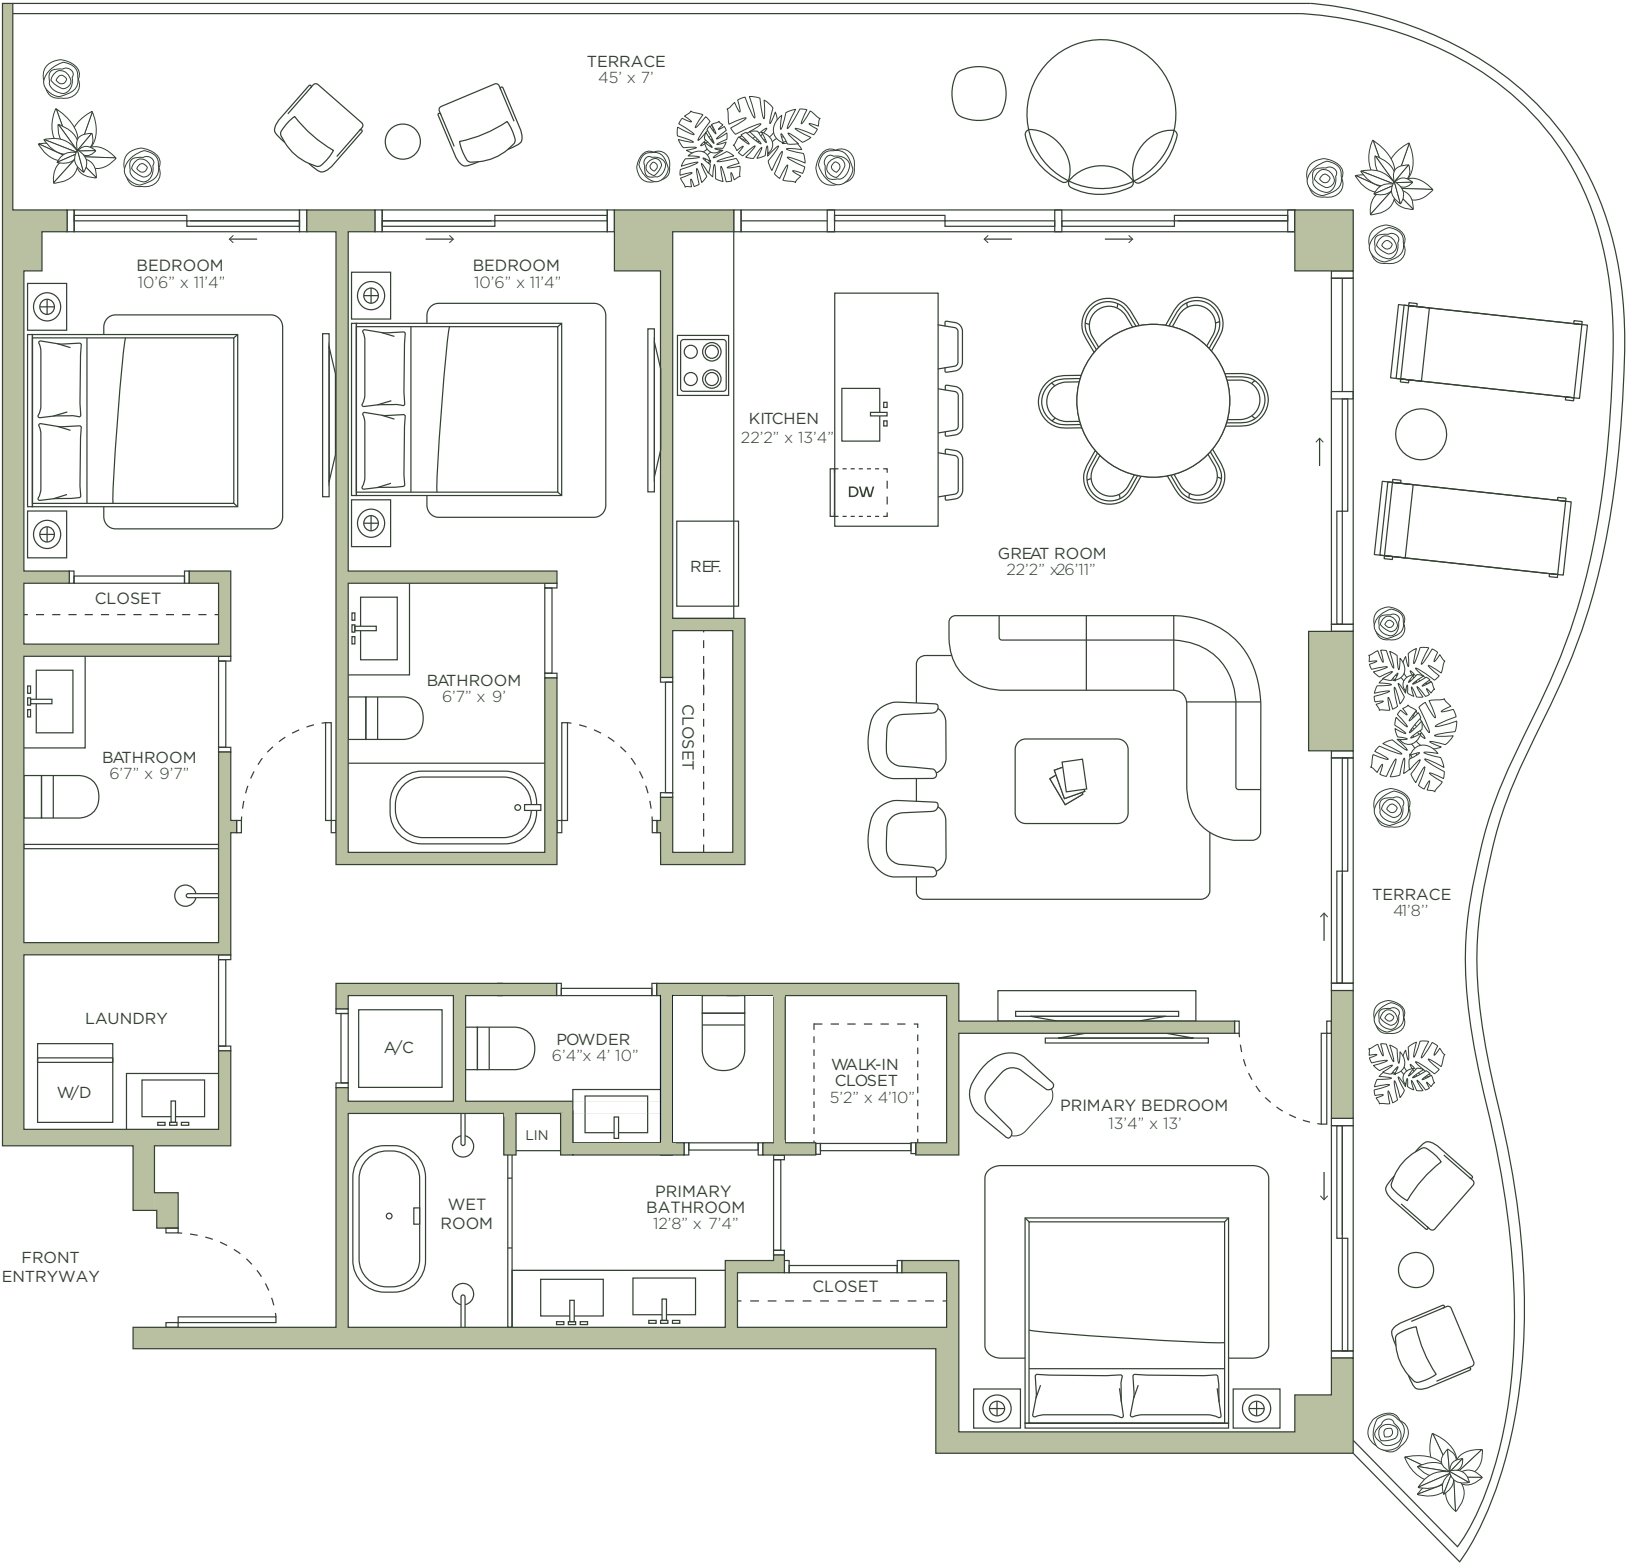 TERRACE
45’ x 7’
BEDROOM
10’6” x 11’4”
BEDROOM
10’6” x 11’4”
KITCHEN
22’2” x 13’4”
DW
REF.
GREAT ROOM
22’2” x26’11”
CLOSET
BATHROOM
6’7” x 9’
CLOSET
BATHROOM
6’7” x 9’7”
TERRACE
41’8’’
LAUNDRY
W/D
A/C
POWDER
6’4”x 4’ 10”
WALK-IN
CLOSET
5’2” x 4’10”
PRIMARY BEDROOM
13’4” x 13’
LIN
WET
ROOM
PRIMARY
BATHROOM
12’8” x 7’4”
FRONT
ENTRYWAY
CLOSET